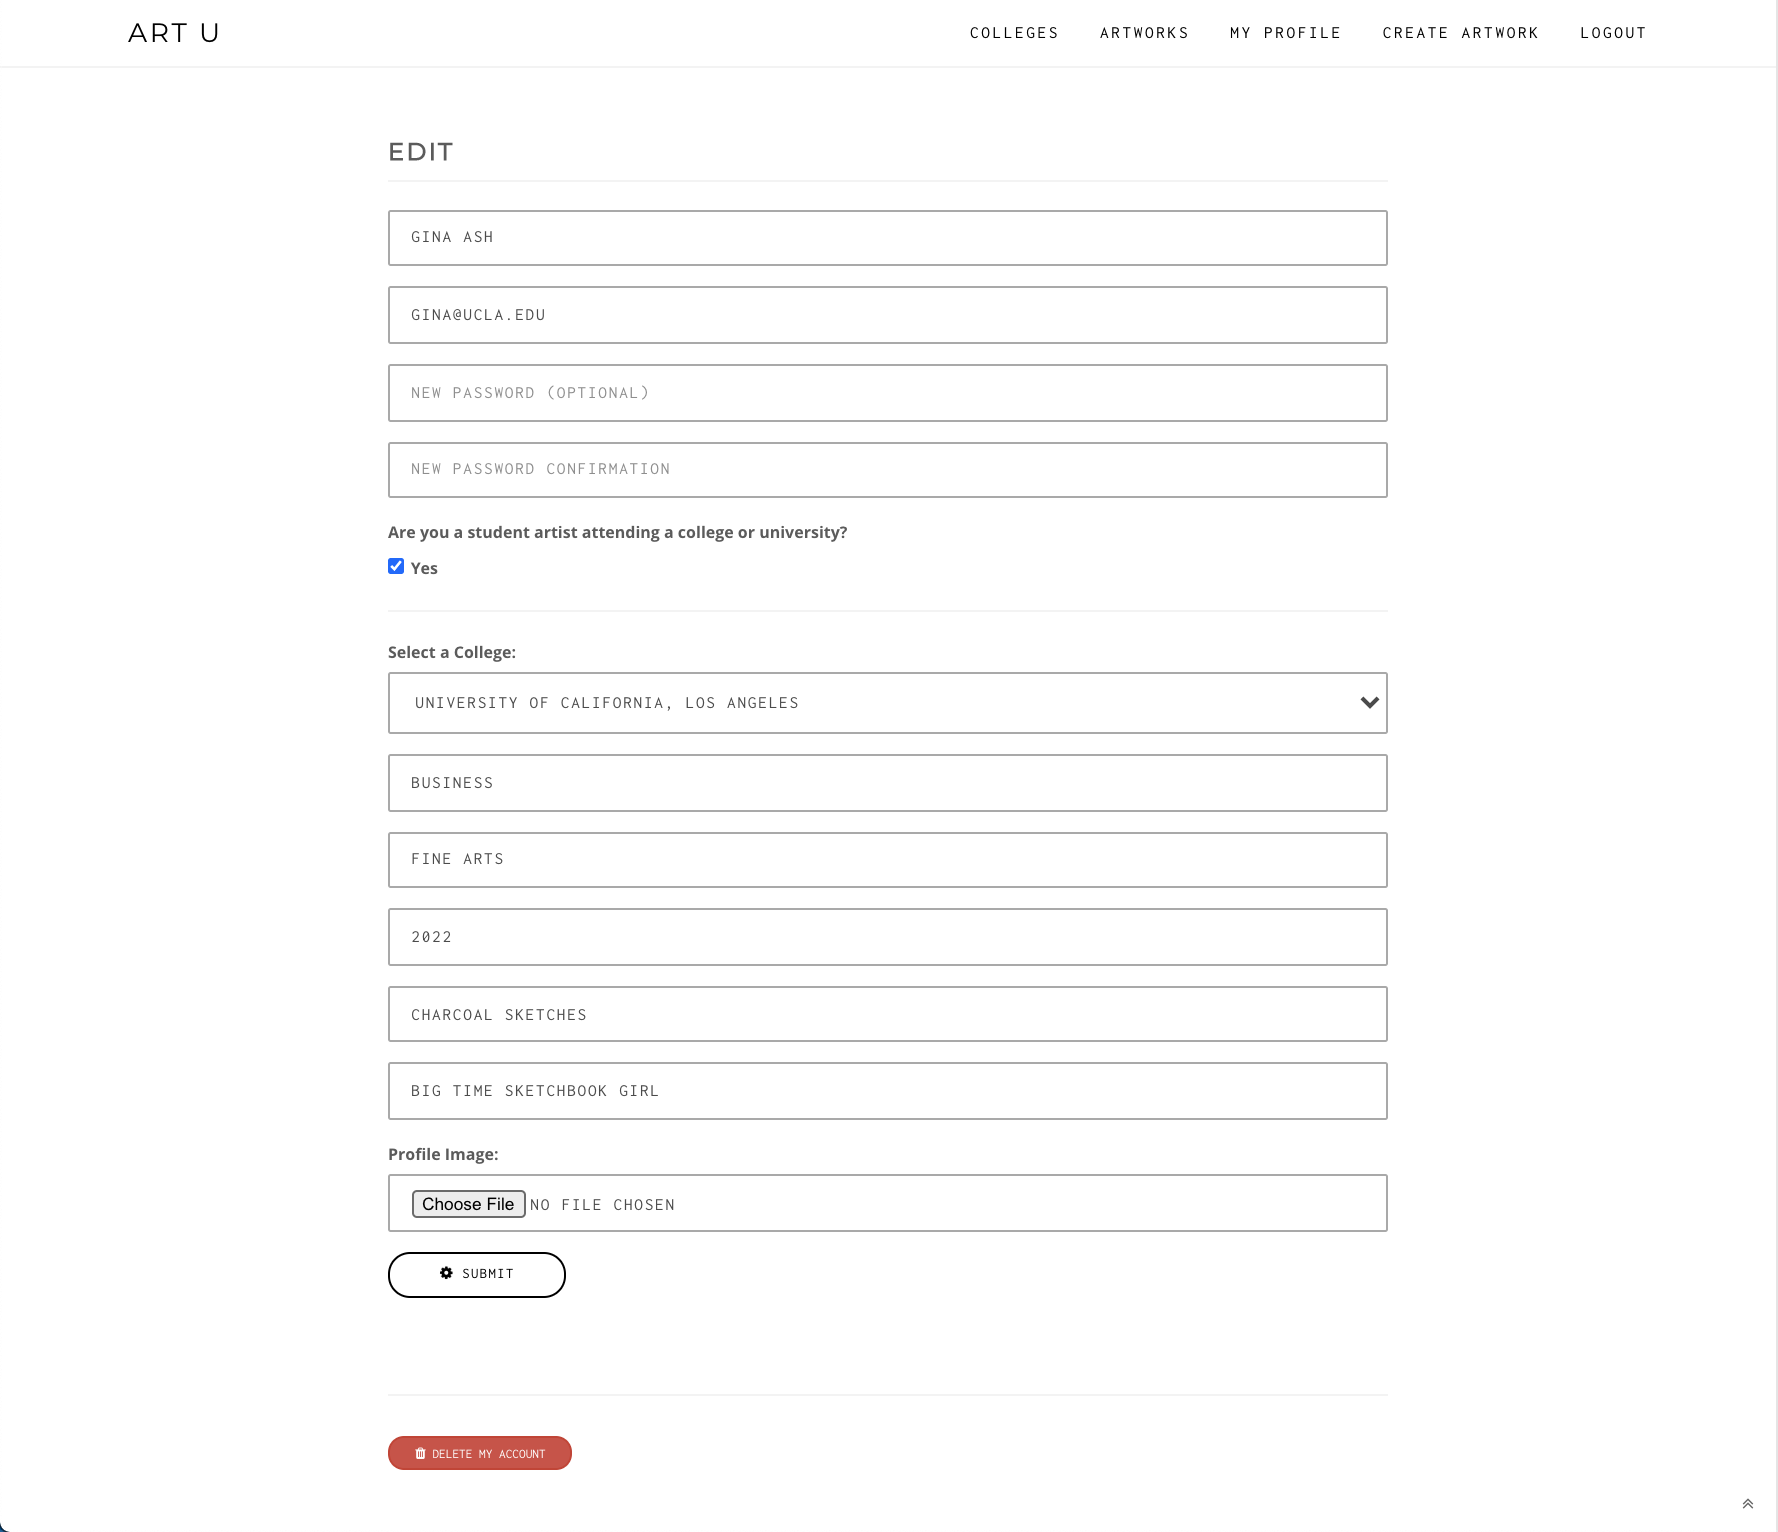 ART U
COLLEGES ARTWORKS MY PROFILE CREATE ARTWORK LOGOUT
EDIT
GINA ASH
GINA@UCLA.EDU
NEW PASSWORD (OPTIONAL)
NEW PASSWORD CONFIRMATION
Are you a student artist attending a college or university?
Yes
Select a College:
UNIVERSITY OF CALIFORNIA, LOS ANGELES
BUSINESS
FINE ARTS
2022
CHARCOAL SKETCHES
BIG TIME SKETCHBOOK GIRL
Profile Image:
Choose File NO FILE CHOSEN
SUBMIT
DELETE MY ACCOUNT